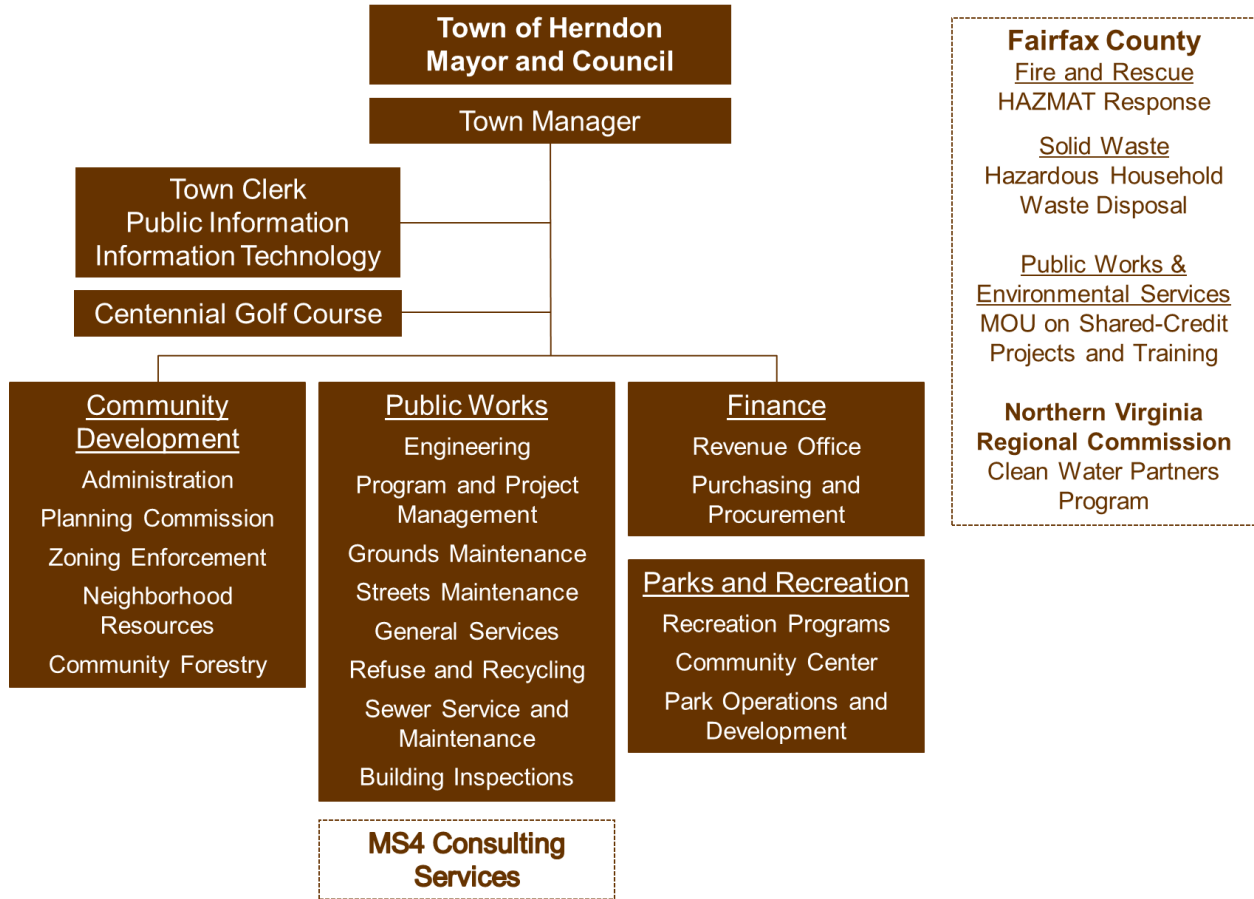 Town of Herndon
Mayor and Council
Town Manager
Town Clerk
Public Information
Information Technology
Centennial Golf Course
Community
Development
Administration
Planning Commission
Zoning Enforcement
Neighborhood
Resources
Community Forestry
Public Works
Engineering
Program and Project
Management
Grounds Maintenance
Streets Maintenance
General Services
Refuse and Recycling
Sewer Service and
Maintenance
Building Inspections
MS4 Consulting
Services
Finance
Revenue Office
Purchasing and
Procurement
Parks and Recreation
Recreation Programs
Community Center
Park Operations and
Development
Fairfax County
Fire and Rescue
HAZMAT Response
Solid Waste
Hazardous Household
Waste Disposal
Public Works &
Environmental Services
MOU on Shared-Credit
Projects and Training
Northern Virginia
Regional Commission
Clean Water Partners
Program